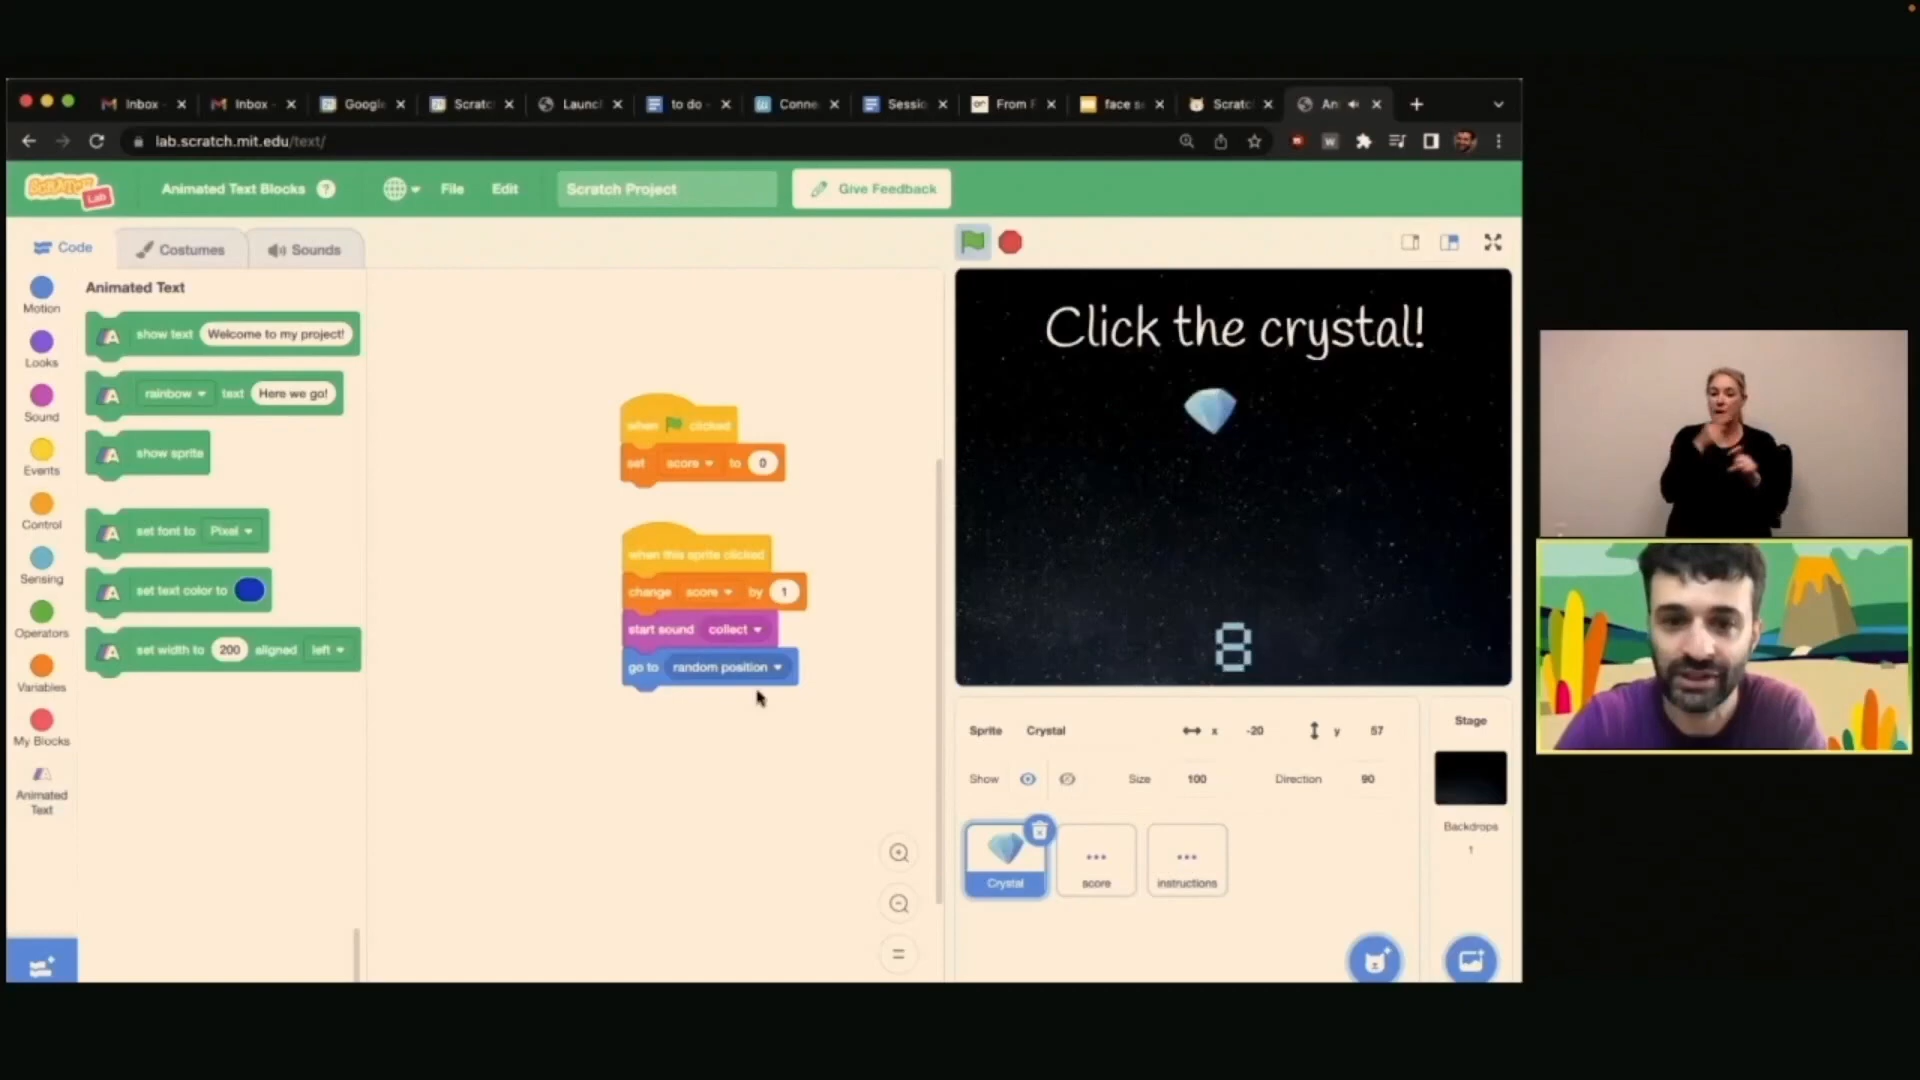 Inbox
Inbox
Google
Scratc
Launcl
to do
Conne
Sessio
From F
face s
Scratcl
An
lab.scratch.mit.edu/text/
SCRATCH Lab
Animated Text Blocks ?
File
Edit
Scratch Project
Give Feedback
Code
Costumes
Sounds
Motion
Looks
Sound
Events
Control
Sensing
Operators
Variables
My Blocks
Animated
Text
Animated Text
show text Welcome to my project!
rainbow text Here we go!
show sprite
set font to Pixel
set text color to
set width to 200 aligned left
when clicked
set score to 0
when this sprite clicked
change score by 1
start sound collect
go to random position
Click the crystal!
8
Sprite Crystal x -20 y 57
Show Size 100 Direction 90
Crystal
score
instructions
Stage
Backdrops
1